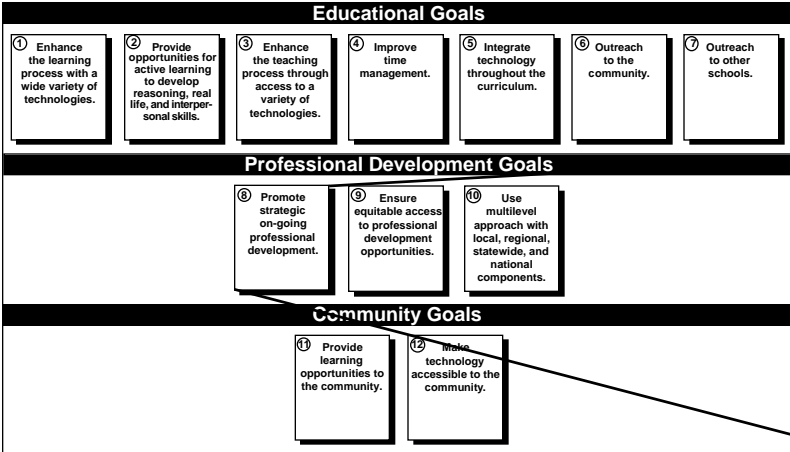 Educational Goals
1 Enhance
the learning
process with a
wide variety of
technologies.
2 Provide
opportunities for
active learning
to develop
reasoning, real
life, and interper-
sonal skills.
3 Enhance
the teaching
process through
access to a
variety of
technologies.
4 Improve
time
management.
5 Integrate
technology
throughout the
curriculum.
6 Outreach
to the
community.
7 Outreach
to other
schools.
Professional Development Goals
8 Promote
strategic
on-going
professional
development.
9 Ensure
equitable access
to professional
development
opportunities.
10 Use
multilevel
approach with
local, regional,
statewide, and
national
components.
Community Goals
11 Provide
learning
opportunities to
the community.
12 Make
technology
accessible to the
community.